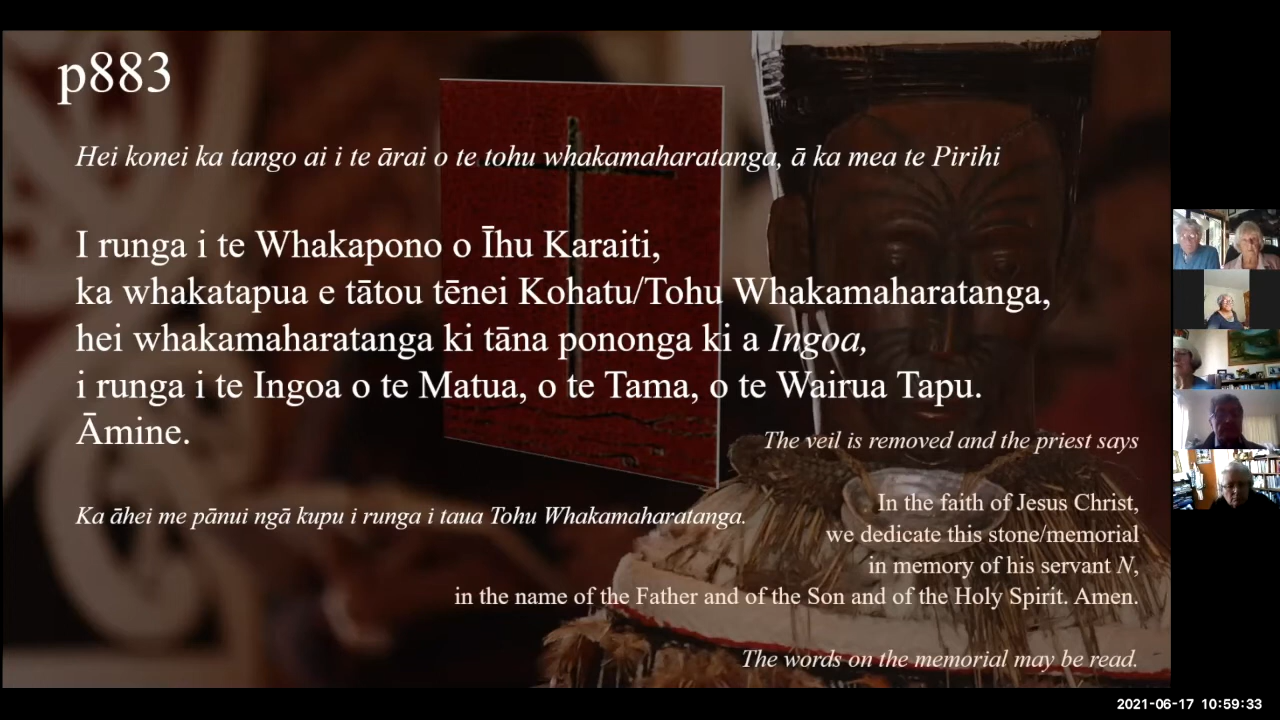 p883
Hei konei ka tango ai i te ārai o te tohu whakamaharatanga, ā ka mea te Pirihi
I runga i te Whakapono o Īhu Karaiti,
ka whakatapua e tātou tēnei Kohatu/Tohu Whakamaharatanga,
hei whakamaharatanga ki tāna pononga ki a Ingoa,
i runga i te Ingoa o te Matua, o te Tama, o te Wairua Tapu.
Āmine.
Ka āhei me pānui ngā kupu i runga i taua Tohu Whakamaharatanga.
The veil is removed and the priest says
In the faith of Jesus Christ,
we dedicate this stone/memorial
in memory of his servant N,
in the name of the Father and of the Son and of the Holy Spirit. Amen.
The words on the memorial may be read.
2021-06-17 10:59:33